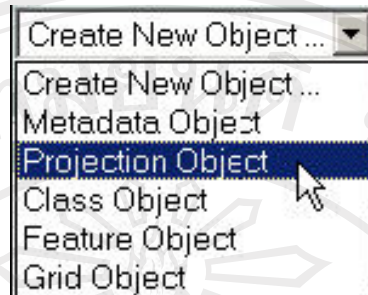 Create New Object ...
Create New Object ...
Metadata Object
Projection Object
Class Object
Feature Object
Grid Object